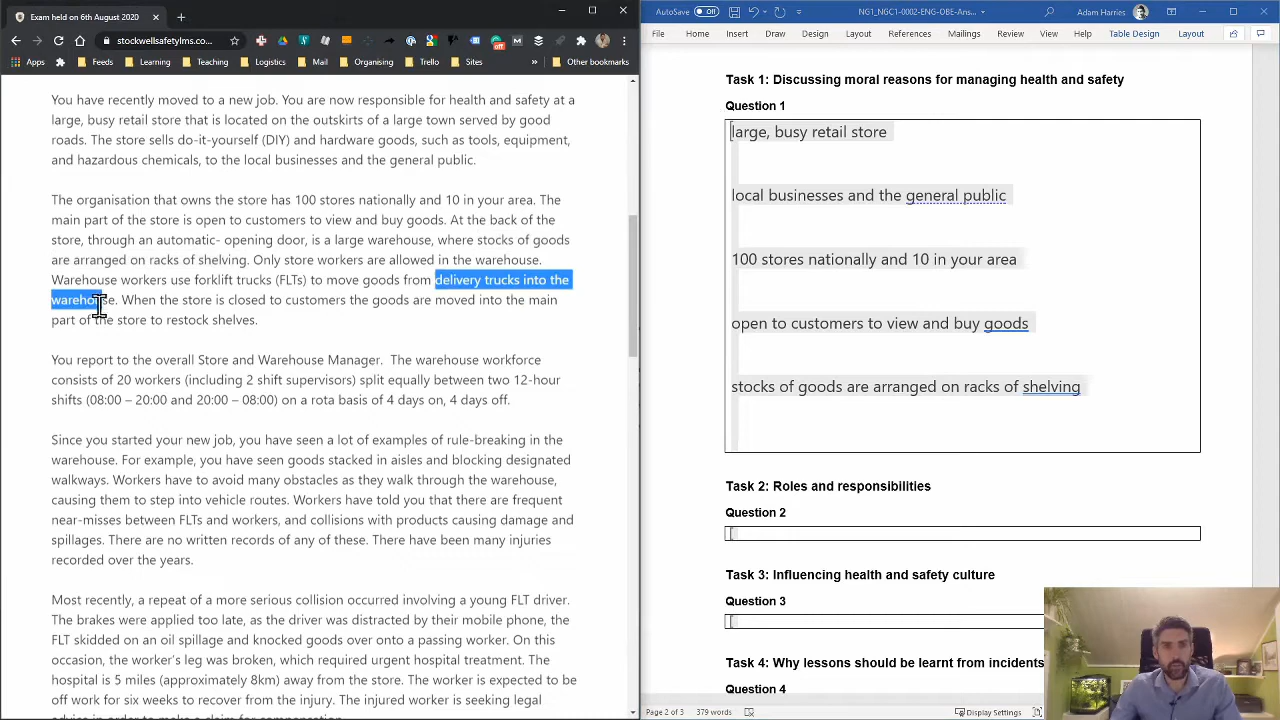 Exam held on 6th August 2020
stockwellsafetylms.co...
off
Apps
Feeds
Learning
Teaching
Logistics
Mail
Organising
Trello
Sites
»
Other bookmarks
You have recently moved to a new job. You are now responsible for health and safety at a
large, busy retail store that is located on the outskirts of a large town served by good
roads. The store sells do-it-yourself (DIY) and hardware goods, such as tools, equipment,
and hazardous chemicals, to the local businesses and the general public.
The organisation that owns the store has 100 stores nationally and 10 in your area. The
main part of the store is open to customers to view and buy goods. At the back of the
store, through an automatic- opening door, is a large warehouse, where stocks of goods
are arranged on racks of shelving. Only store workers are allowed in the warehouse.
Warehouse workers use forklift trucks (FLTs) to move goods from delivery trucks into the
warehouse. When the store is closed to customers the goods are moved into the main
part of the store to restock shelves.
You report to the overall Store and Warehouse Manager. The warehouse workforce
consists of 20 workers (including 2 shift supervisors) split equally between two 12-hour
shifts (08:00 – 20:00 and 20:00 – 08:00) on a rota basis of 4 days on, 4 days off.
Since you started your new job, you have seen a lot of examples of rule-breaking in the
warehouse. For example, you have seen goods stacked in aisles and blocking designated
walkways. Workers have to avoid many obstacles as they walk through the warehouse,
causing them to step into vehicle routes. Workers have told you that there are frequent
near-misses between FLTs and workers, and collisions with products causing damage and
spillages. There are no written records of any of these. There have been many injuries
recorded over the years.
Most recently, a repeat of a more serious collision occurred involving a young FLT driver.
The brakes were applied too late, as the driver was distracted by their mobile phone, the
FLT skidded on an oil spillage and knocked goods over onto a passing worker. On this
occasion, the worker's leg was broken, which required urgent hospital treatment. The
hospital is 5 miles (approximately 8km) away from the store. The worker is expected to be
off work for six weeks to recover from the injury. The injured worker is seeking legal
advice in order to make a claim for compensation.
AutoSave Off
NG1_NGC1-0002-ENG-OBE-An...
Adam Harries
File
Home
Insert
Draw
Design
Layout
References
Mailings
Review
View
Help
Table Design
Layout
Task 1: Discussing moral reasons for managing health and safety
Question 1
large, busy retail store
local businesses and the general public
100 stores nationally and 10 in your area
open to customers to view and buy goods
stocks of goods are arranged on racks of shelving
Task 2: Roles and responsibilities
Question 2
Task 3: Influencing health and safety culture
Question 3
Task 4: Why lessons should be learnt from incidents
Question 4
Page 2 of 3
379 words
Display Settings